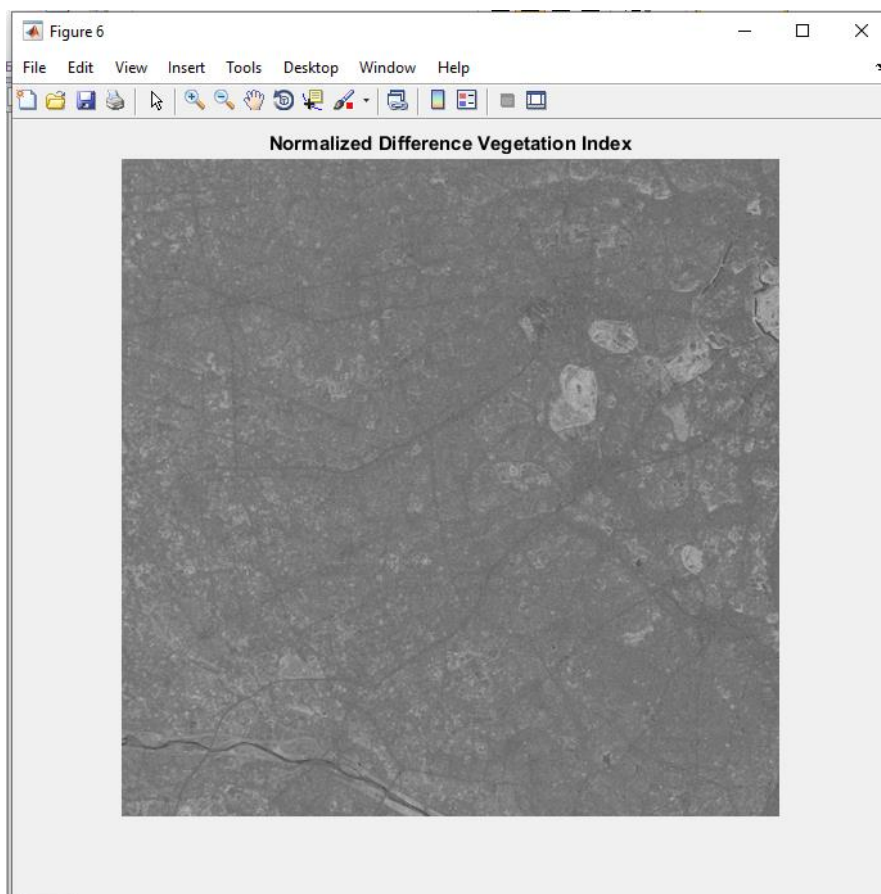 Figure 6
File Edit View Insert Tools Desktop Window Help
Normalized Difference Vegetation Index